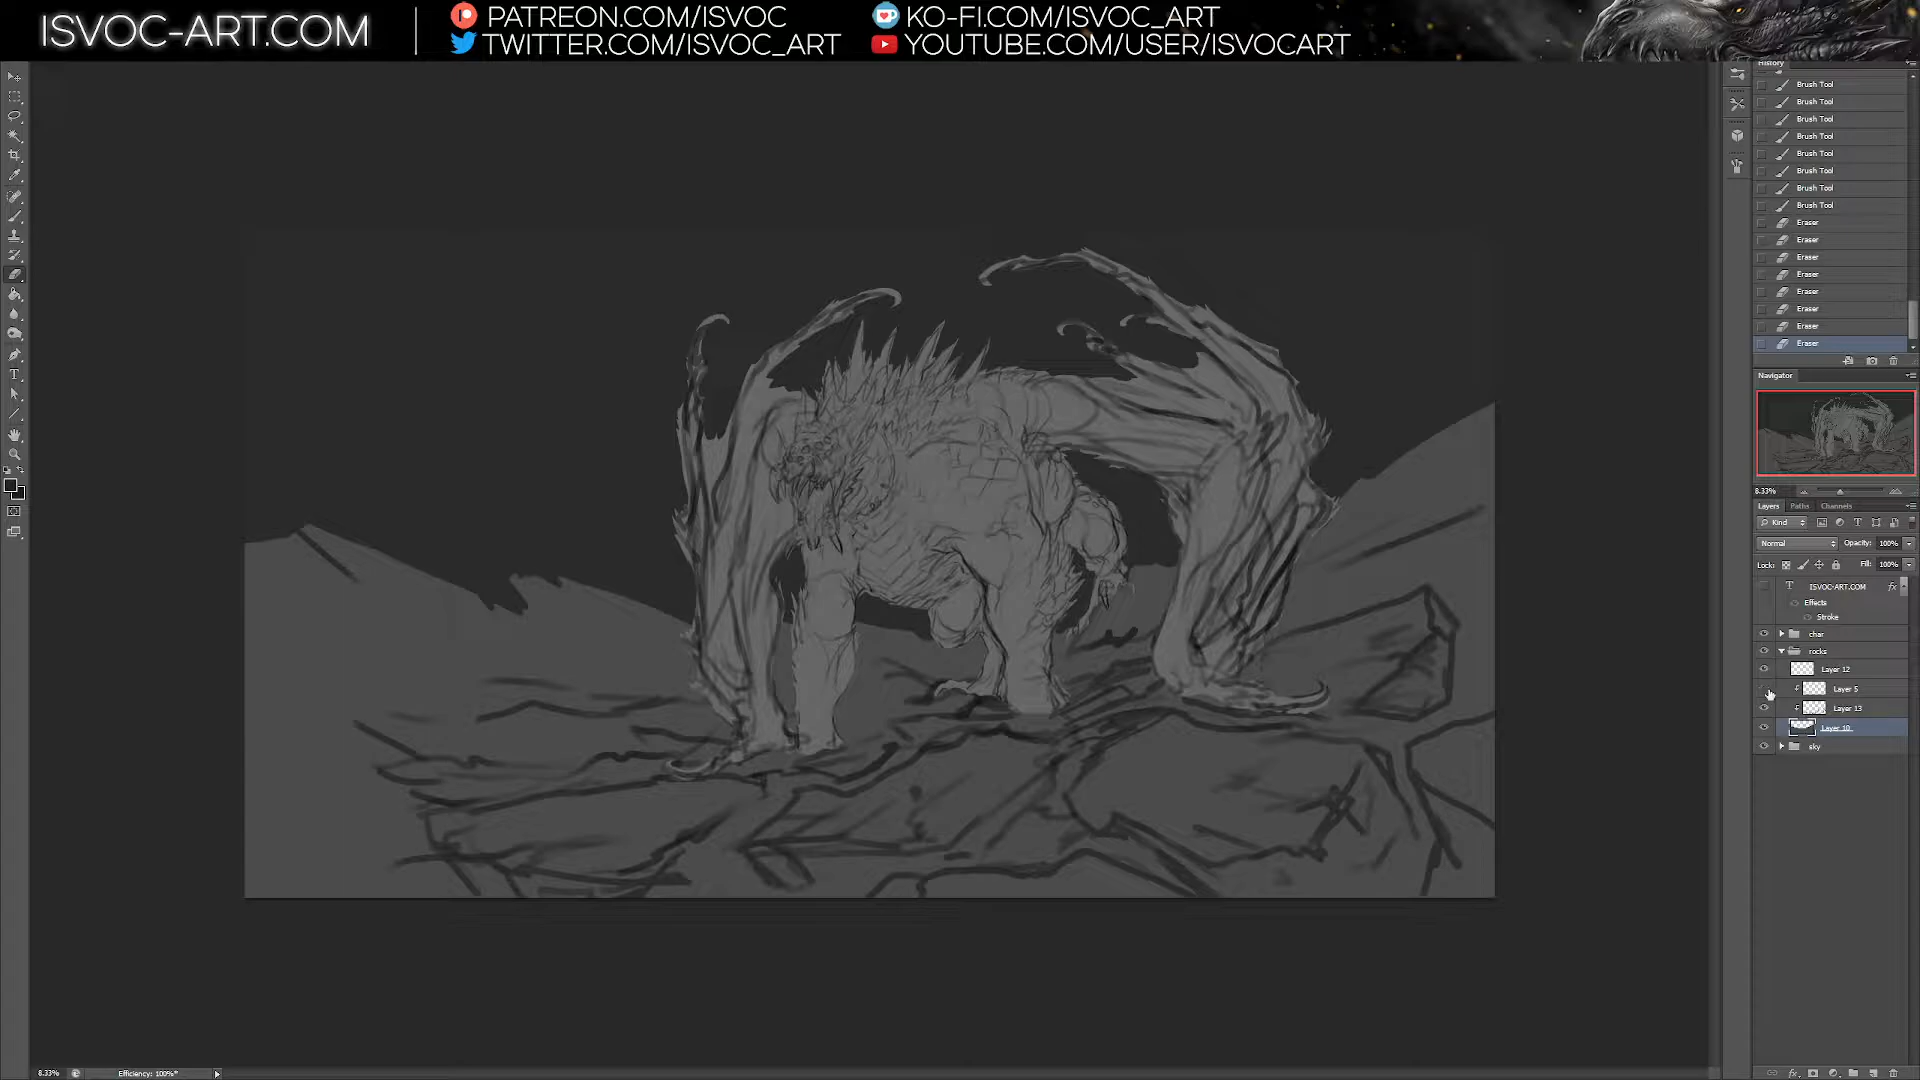 ISVOC-ART.COM
PATREON.COM/ISVOC
KO-FI.COM/ISVOC_ART
TWITTER.COM/ISVOC_ART
YOUTUBE.COM/USER/ISVOCART
History
Brush Tool
Brush Tool
Brush Tool
Brush Tool
Brush Tool
Brush Tool
Brush Tool
Brush Tool
Eraser
Eraser
Eraser
Eraser
Eraser
Eraser
Eraser
Eraser
Navigator
8.33%
Layers Paths Channels
Kind
Normal Opacity: 100%
Lock: Fill: 100%
ISVOC-ART.COM fx
Effects
Stroke
char
rocks
Layer 12
Layer 5
Layer 13
Layer 10
sky
8.33% Efficiency: 100%*